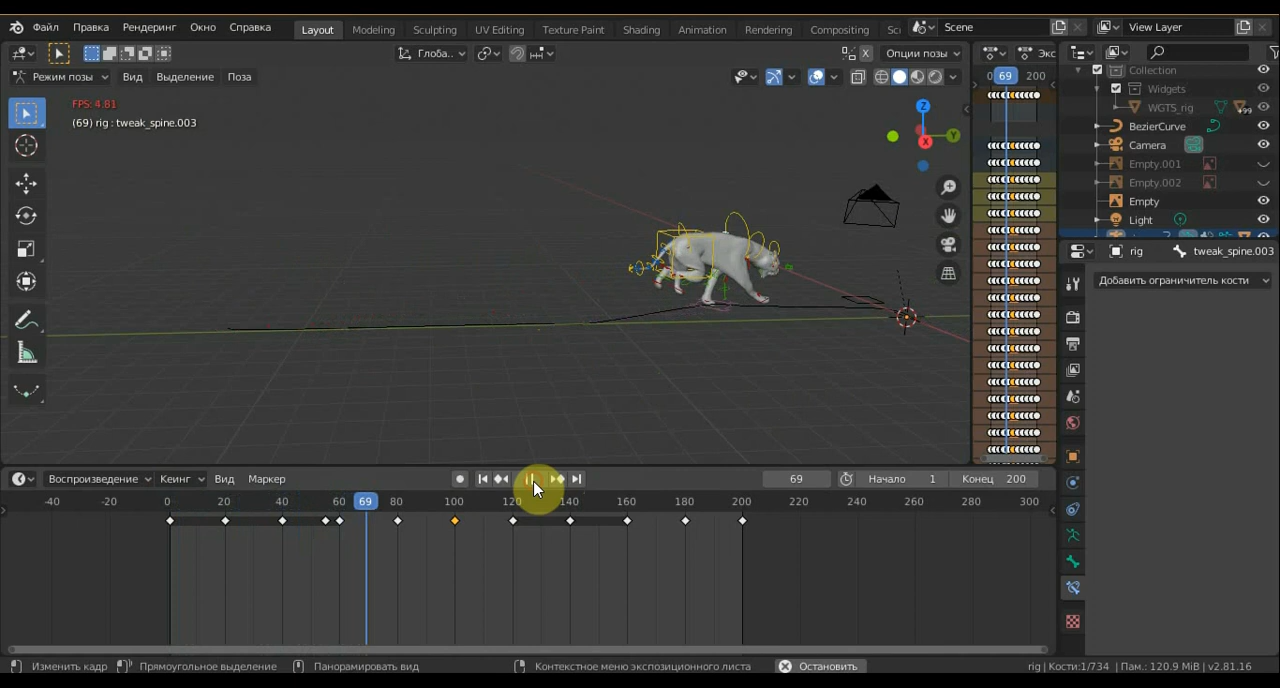 Файл Правка Рендеринг Окно Справка Layout Modeling Sculpting UV Editing Texture Paint Shading Animation Rendering Compositing Sc Scene View Layer
Глоба.. Опции позы Экс
Режим позы Вид Выделение Поза 0 69 200 Collection
Widgets
FPS: 4.81
WGTS_rig 99
(69) rig : tweak_spine.003 Z
BezierCurve
Y
X
Camera
Empty.001
Empty.002
Empty
Light
rig tweak_spine.003
Добавить ограничитель кости
Воспроизведение Кеинг Вид Маркер 69 Начало 1 Конец 200
-40 -20 0 20 40 60 69 80 100 120 140 160 180 200 220 240 260 280 300
Изменить кадр Прямоугольное выделение Панорамировать вид Контекстное меню экспозиционного листа Остановить rig | Кости:1/734 | Пам.: 120.9 MiB | v2.81.16